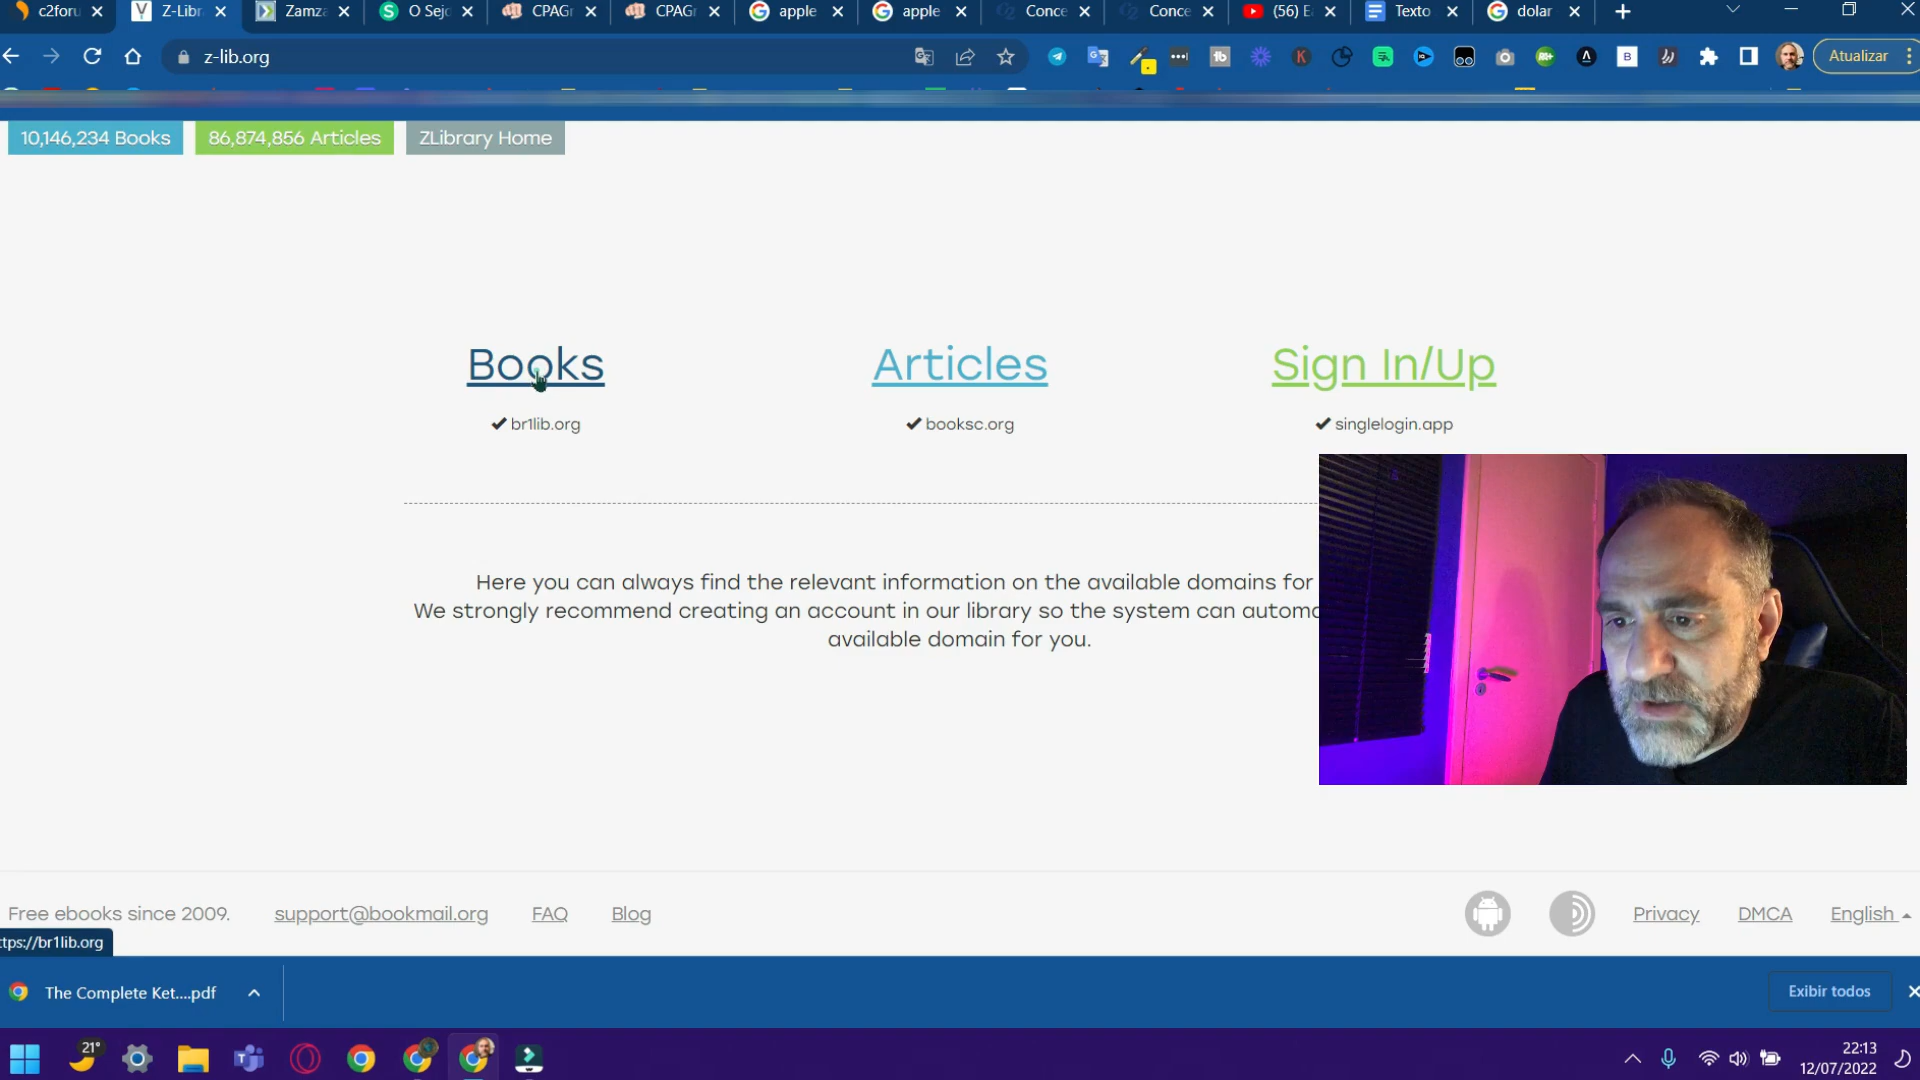 c2foru
Z-Libr
Zamza
O Sejo
CPAGr
CPAGr
apple
apple
Conce
Conce
(56) E
Texto
dolar
z-lib.org
Atualizar
10,146,234 Books
86,874,856 Articles
ZLibrary Home
Books
Articles
Sign In/Up
br1lib.org
booksc.org
singlelogin.app
Here you can always find the relevant information on the available domains for
We strongly recommend creating an account in our library so the system can automa
available domain for you.
Free ebooks since 2009.
support@bookmail.org
FAQ
Blog
Privacy
DMCA
English
ttps://br1lib.org
The Complete Ket....pdf
Exibir todos
21°
22:13
12/07/2022